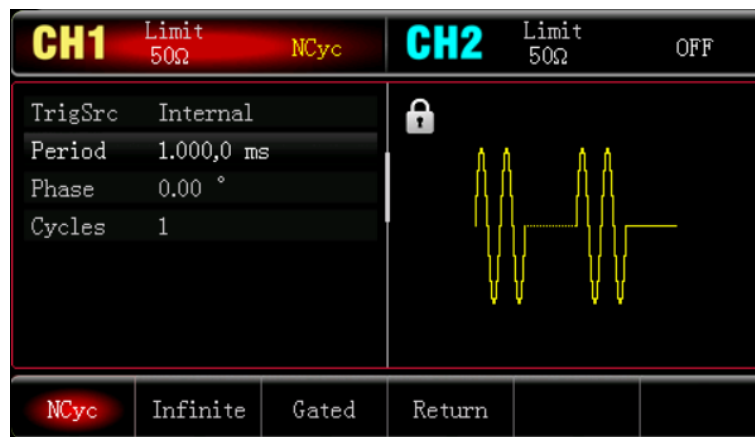 CH1 Limit 50Ω NCyc CH2 Limit 50Ω OFF
TrigSrc Internal
Period 1.000,0 ms
Phase 0.00 °
Cycles 1
NCyc Infinite Gated Return